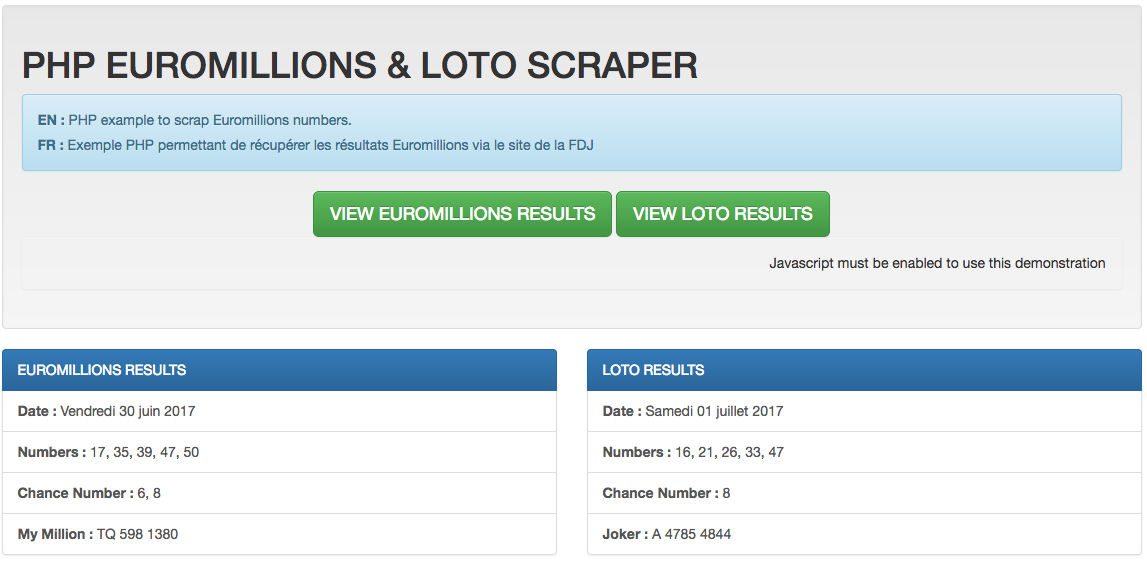 PHP EUROMILLIONS & LOTO SCRAPER
EN : PHP example to scrap Euromillions numbers.
FR : Exemple PHP permettant de récupérer les résultats Euromillions via le site de la FDJ
VIEW EUROMILLIONS RESULTS
VIEW LOTO RESULTS
Javascript must be enabled to use this demonstration
EUROMILLIONS RESULTS
Date : Vendredi 30 juin 2017
Numbers : 17, 35, 39, 47, 50
Chance Number : 6, 8
My Million : TQ 598 1380
LOTO RESULTS
Date : Samedi 01 juillet 2017
Numbers : 16, 21, 26, 33, 47
Chance Number : 8
Joker : A 4785 4844